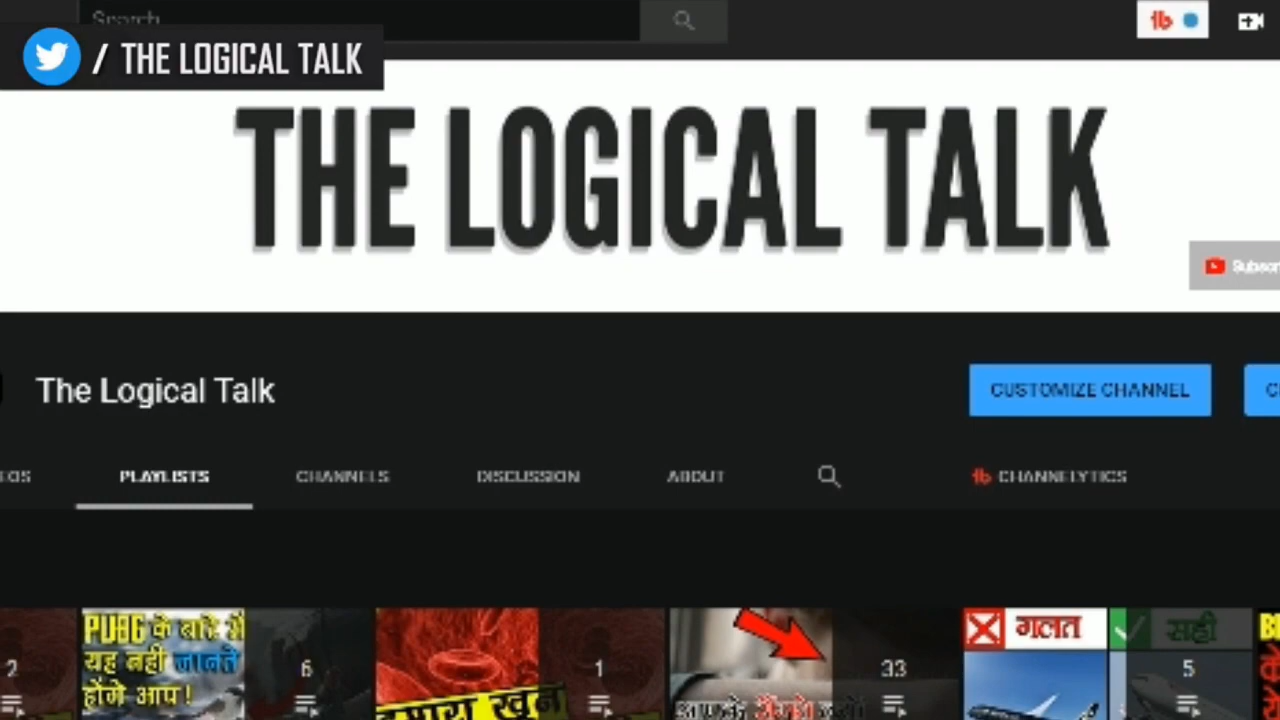 Search
/ THE LOGICAL TALK
THE LOGICAL TALK
The Logical Talk
CUSTOMIZE CHANNEL
PLAYLISTS
CHANNELS
DISCUSSION
ABOUT
CHANNELYTICS
PUBG के बारे में
यह नही जानते
होंगे आप!
2
6
हमारा खून
1
33
गलत
सही
5